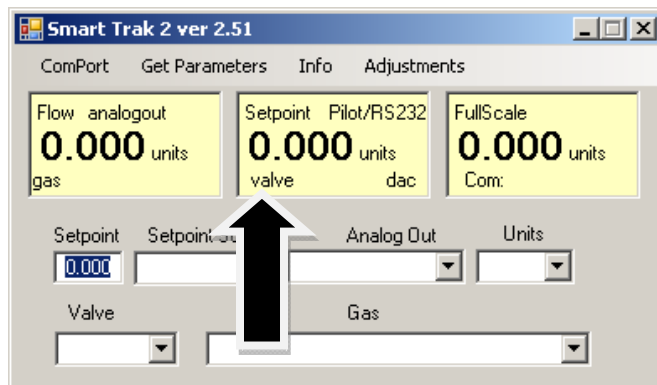 Smart Trak 2 ver 2.51
ComPort Get Parameters Info Adjustments
Flow analogout Setpoint Pilot/RS232 FullScale
0.000 units 0.000 units 0.000 units
gas valve dac Com:
Setpoint Setpoint Analog Out Units
0.000
Valve Gas